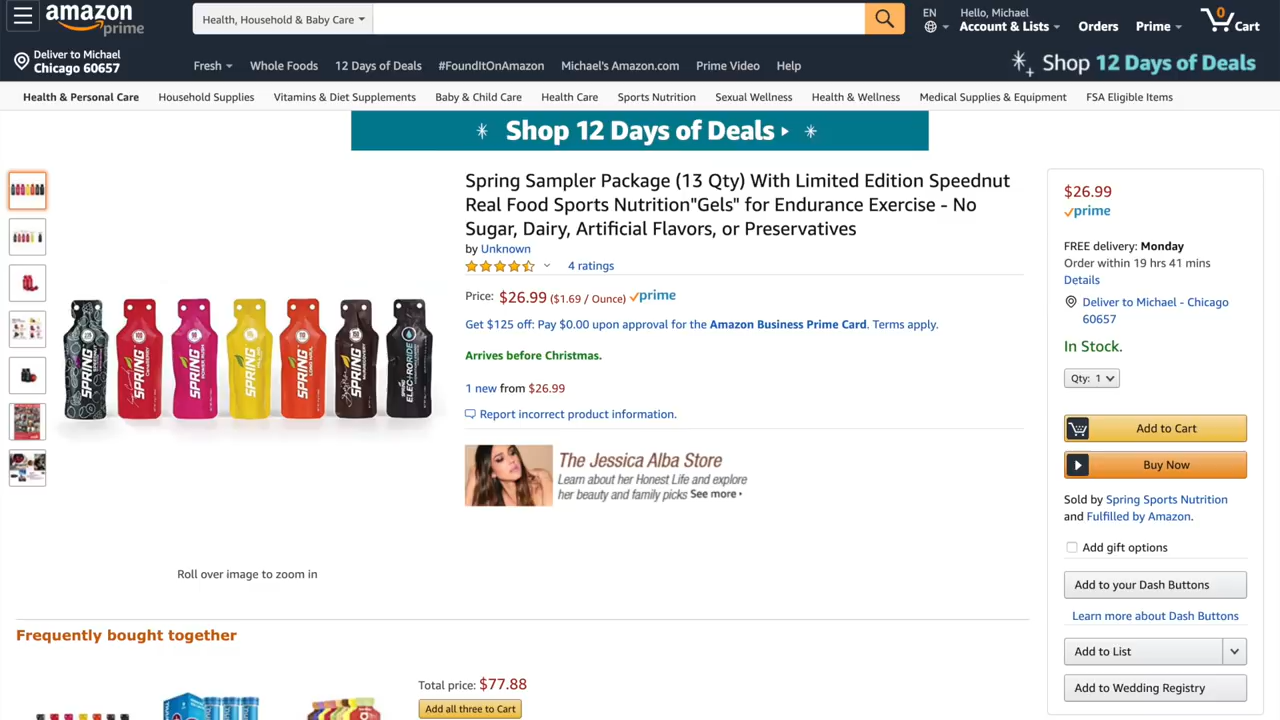 amazon
prime
Health, Household & Baby Care
EN
Hello, Michael
Account & Lists
Orders
Prime
0
Cart
Deliver to Michael
Chicago 60657
Fresh
Whole Foods
12 Days of Deals
#FoundItOnAmazon
Michael's Amazon.com
Prime Video
Help
Shop 12 Days of Deals
Health & Personal Care
Household Supplies
Vitamins & Diet Supplements
Baby & Child Care
Health Care
Sports Nutrition
Sexual Wellness
Health & Wellness
Medical Supplies & Equipment
FSA Eligible Items
Shop 12 Days of Deals
SPRING
SPRING
SPRING
SPRING
SPRING
SPRING
SPRING
ELECTRORIDE
Roll over image to zoom in
Spring Sampler Package (13 Qty) With Limited Edition Speednut
Real Food Sports Nutrition"Gels" for Endurance Exercise - No
Sugar, Dairy, Artificial Flavors, or Preservatives
by Unknown
4 ratings
Price: $26.99 ($1.69 / Ounce) prime
Get $125 off: Pay $0.00 upon approval for the Amazon Business Prime Card. Terms apply.
Arrives before Christmas.
1 new from $26.99
Report incorrect product information.
The Jessica Alba Store
Learn about her Honest Life and explore
her beauty and family picks See more
$26.99
prime
FREE delivery: Monday
Order within 19 hrs 41 mins
Details
Deliver to Michael - Chicago
60657
In Stock.
Qty: 1
Add to Cart
Buy Now
Sold by Spring Sports Nutrition
and Fulfilled by Amazon.
Add gift options
Add to your Dash Buttons
Learn more about Dash Buttons
Add to List
Add to Wedding Registry
Frequently bought together
Total price: $77.88
Add all three to Cart